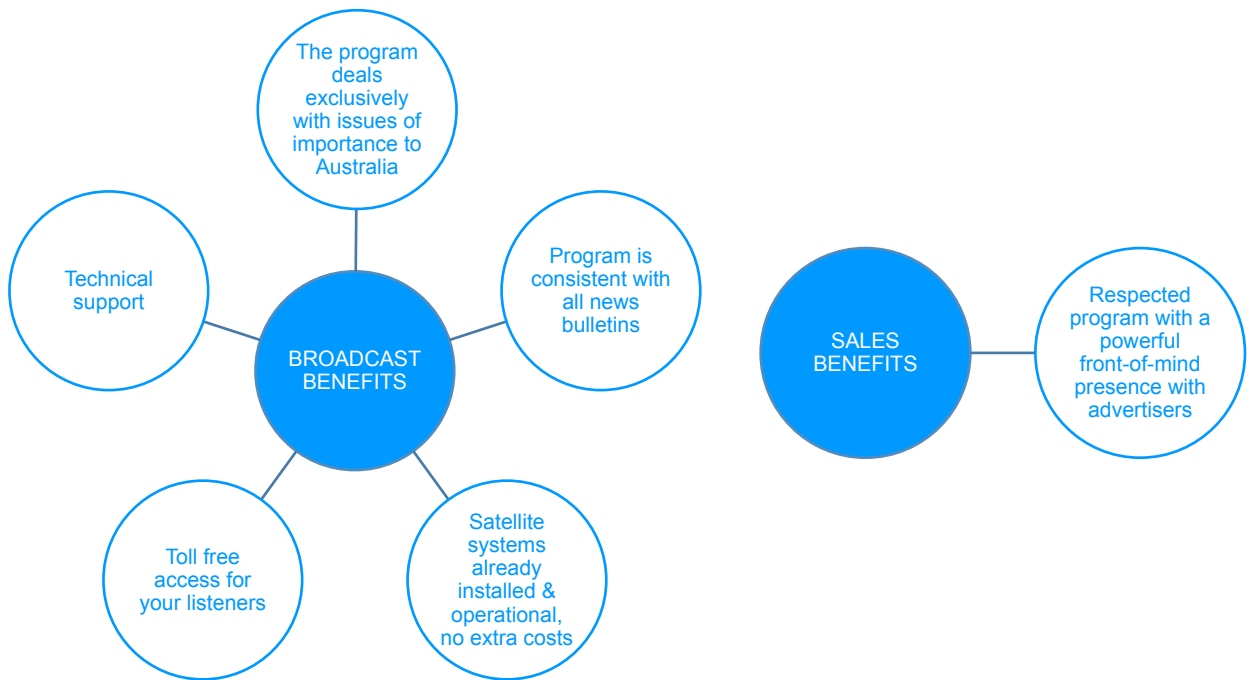 The program
deals
exclusively
with issues of
importance to
Australia
Technical
support
Program is
consistent with
all news
bulletins
BROADCAST
BENEFITS
Toll free
access for
your listeners
Satellite
systems
already
installed &
operational,
no extra costs
SALES
BENEFITS
Respected
program with a
powerful
front-of-mind
presence with
advertisers